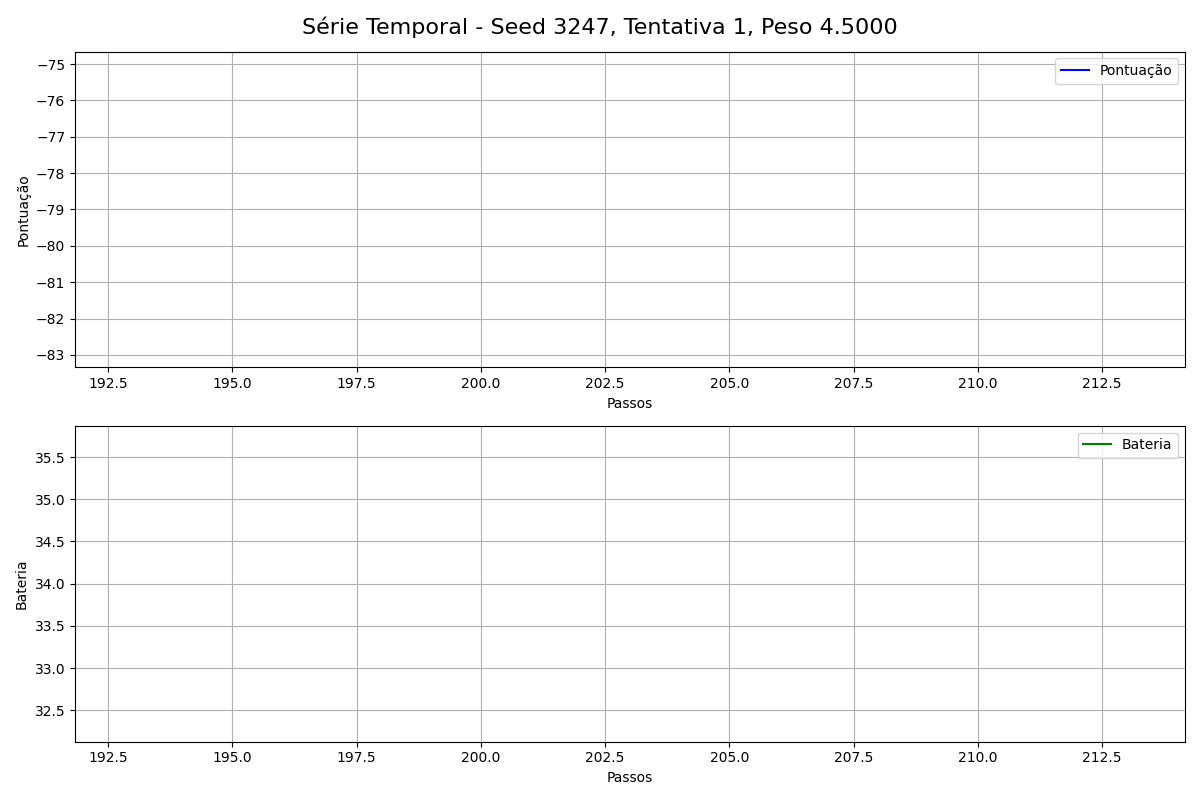 Série Temporal - Seed 3247, Tentativa 1, Peso 4.5000
Pontuação
−75
−76
−77
−78
−79
−80
−81
−82
−83
Pontuação
192.5 195.0 197.5 200.0 202.5 205.0 207.5 210.0 212.5
Passos
Bateria
35.5
35.0
34.5
34.0
33.5
33.0
32.5
Bateria
192.5 195.0 197.5 200.0 202.5 205.0 207.5 210.0 212.5
Passos